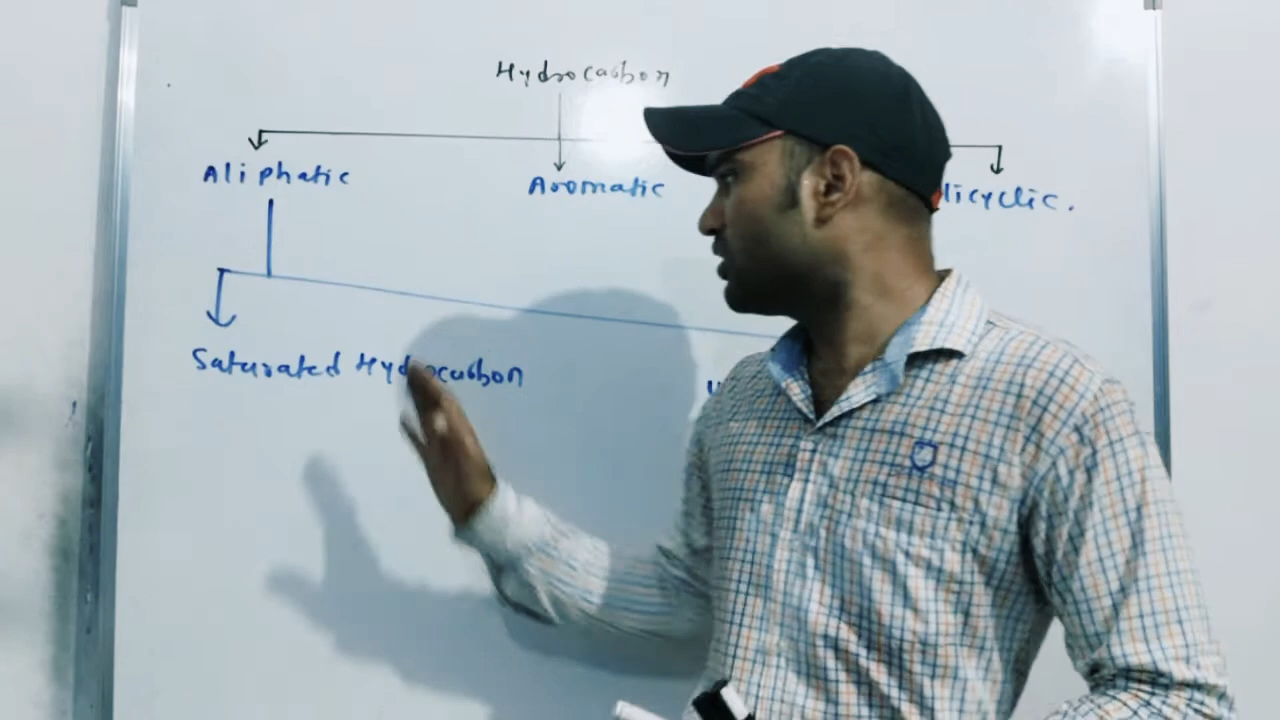 Hydrocarbon
Aliphatic Aromatic licyclic.
Saturated Hydrocarbon